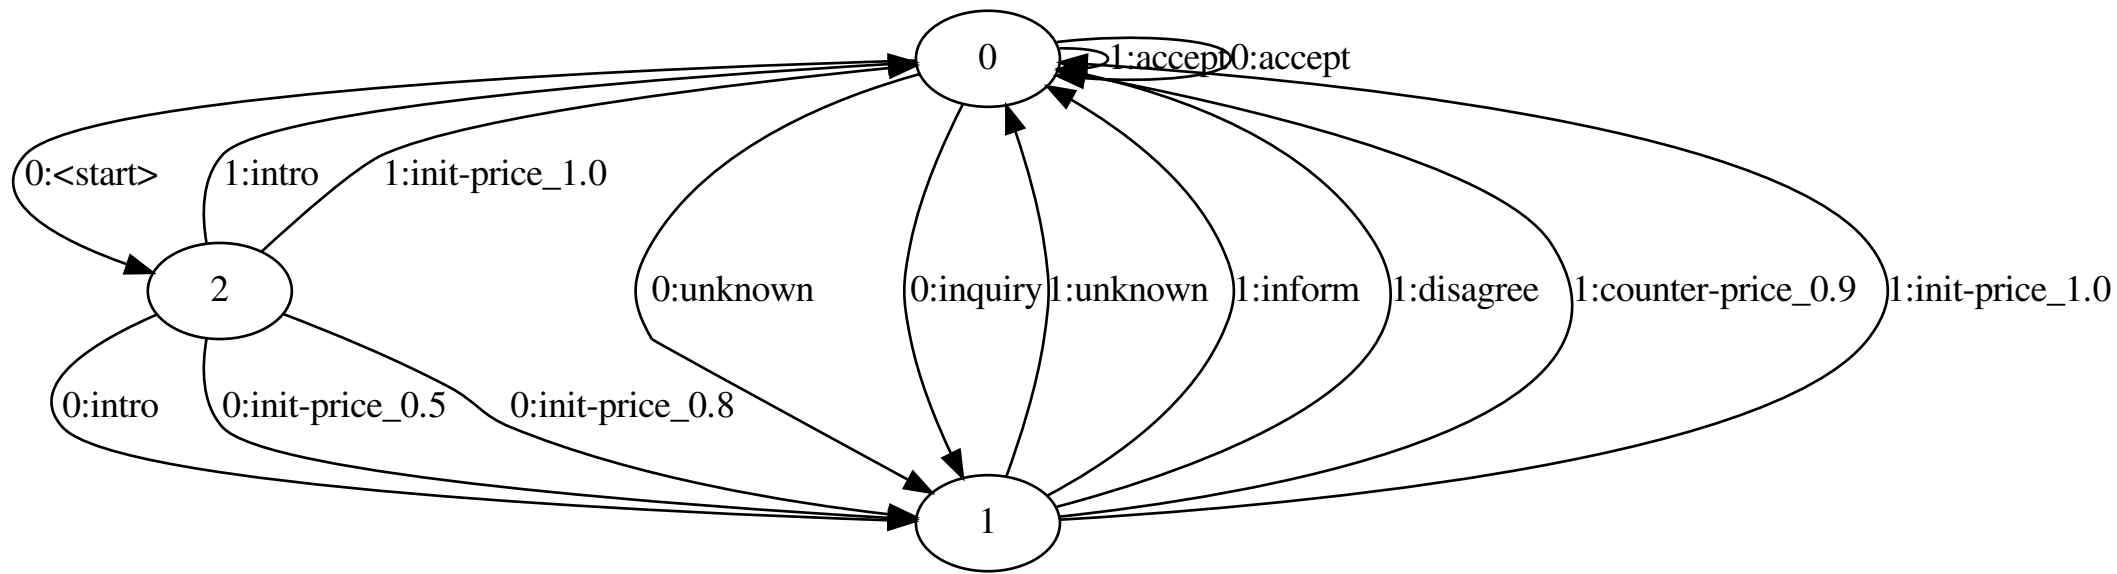 0
1:accept
0:accept
0:<start>
1:intro
1:init-price_1.0
2
0:unknown
0:inquiry
1:unknown
1:inform
1:disagree
1:counter-price_0.9
1:init-price_1.0
0:intro
0:init-price_0.5
0:init-price_0.8
1